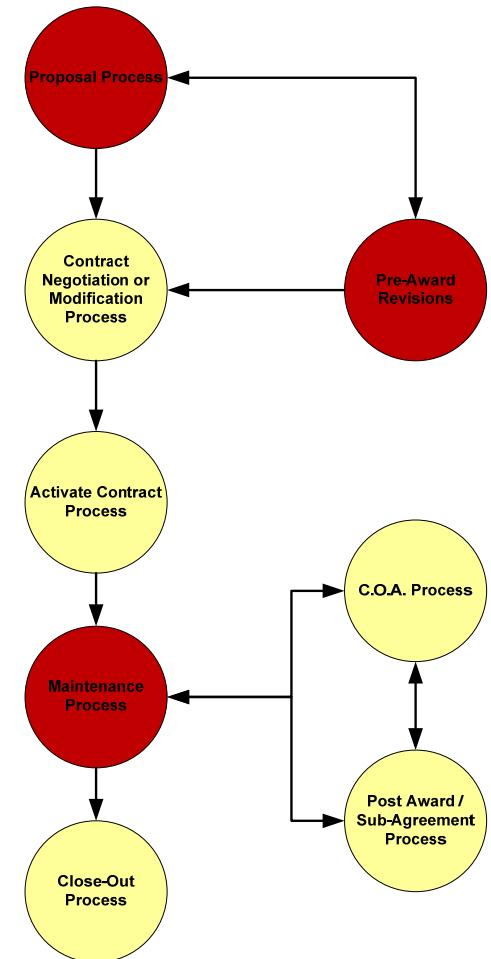 Proposal Process
Contract
Negotiation or
Modification
Process
Pre-Award
Revisions
Activate Contract
Process
C.O.A. Process
Maintenance
Process
Post Award /
Sub-Agreement
Process
Close-Out
Process